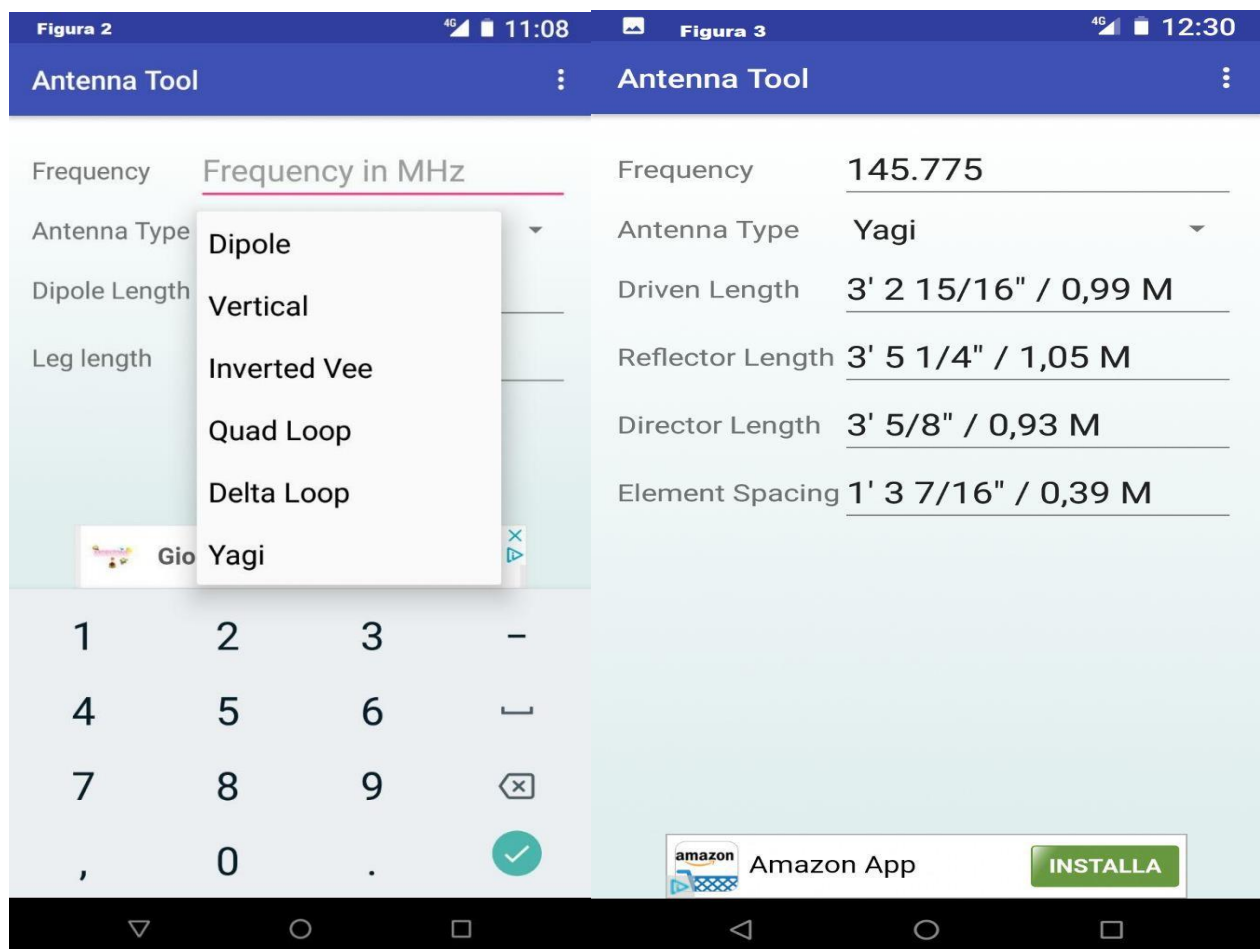 Figura 2
4G 11:08
Antenna Tool
Frequency Frequency in MHz
Antenna Type
Dipole
Vertical
Inverted Vee
Quad Loop
Delta Loop
Yagi
Dipole Length
Leg length
Gio
1 2 3 -
4 5 6
7 8 9
, 0 .
Figura 3
4G 12:30
Antenna Tool
Frequency 145.775
Antenna Type Yagi
Driven Length 3' 2 15/16" / 0,99 M
Reflector Length 3' 5 1/4" / 1,05 M
Director Length 3' 5/8" / 0,93 M
Element Spacing 1' 3 7/16" / 0,39 M
amazon
Amazon App
INSTALLA